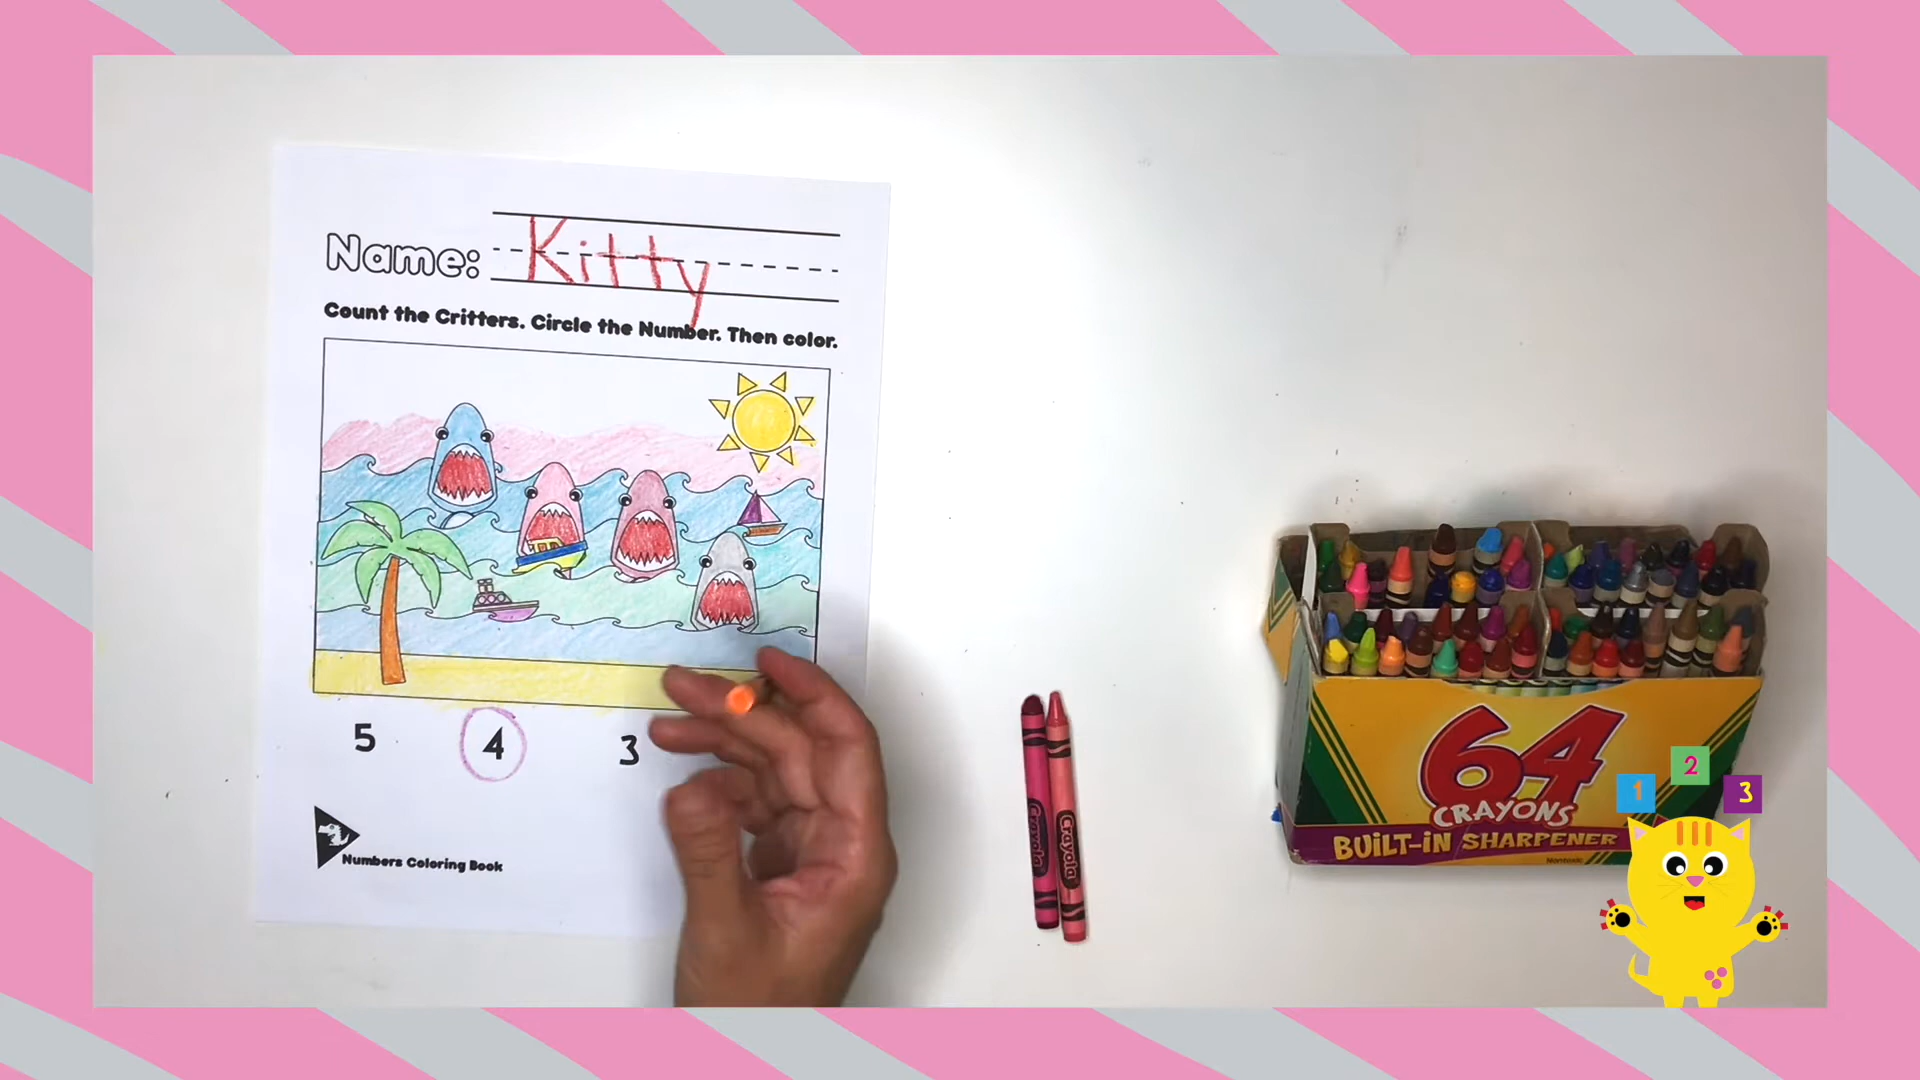 Name: Kitty
Count the Critters. Circle the Number. Then color.
5 4 3
Numbers Coloring Book
Crayola
Crayola
64
CRAYONS
BUILT-IN SHARPENER
Nontoxic
1 2 3